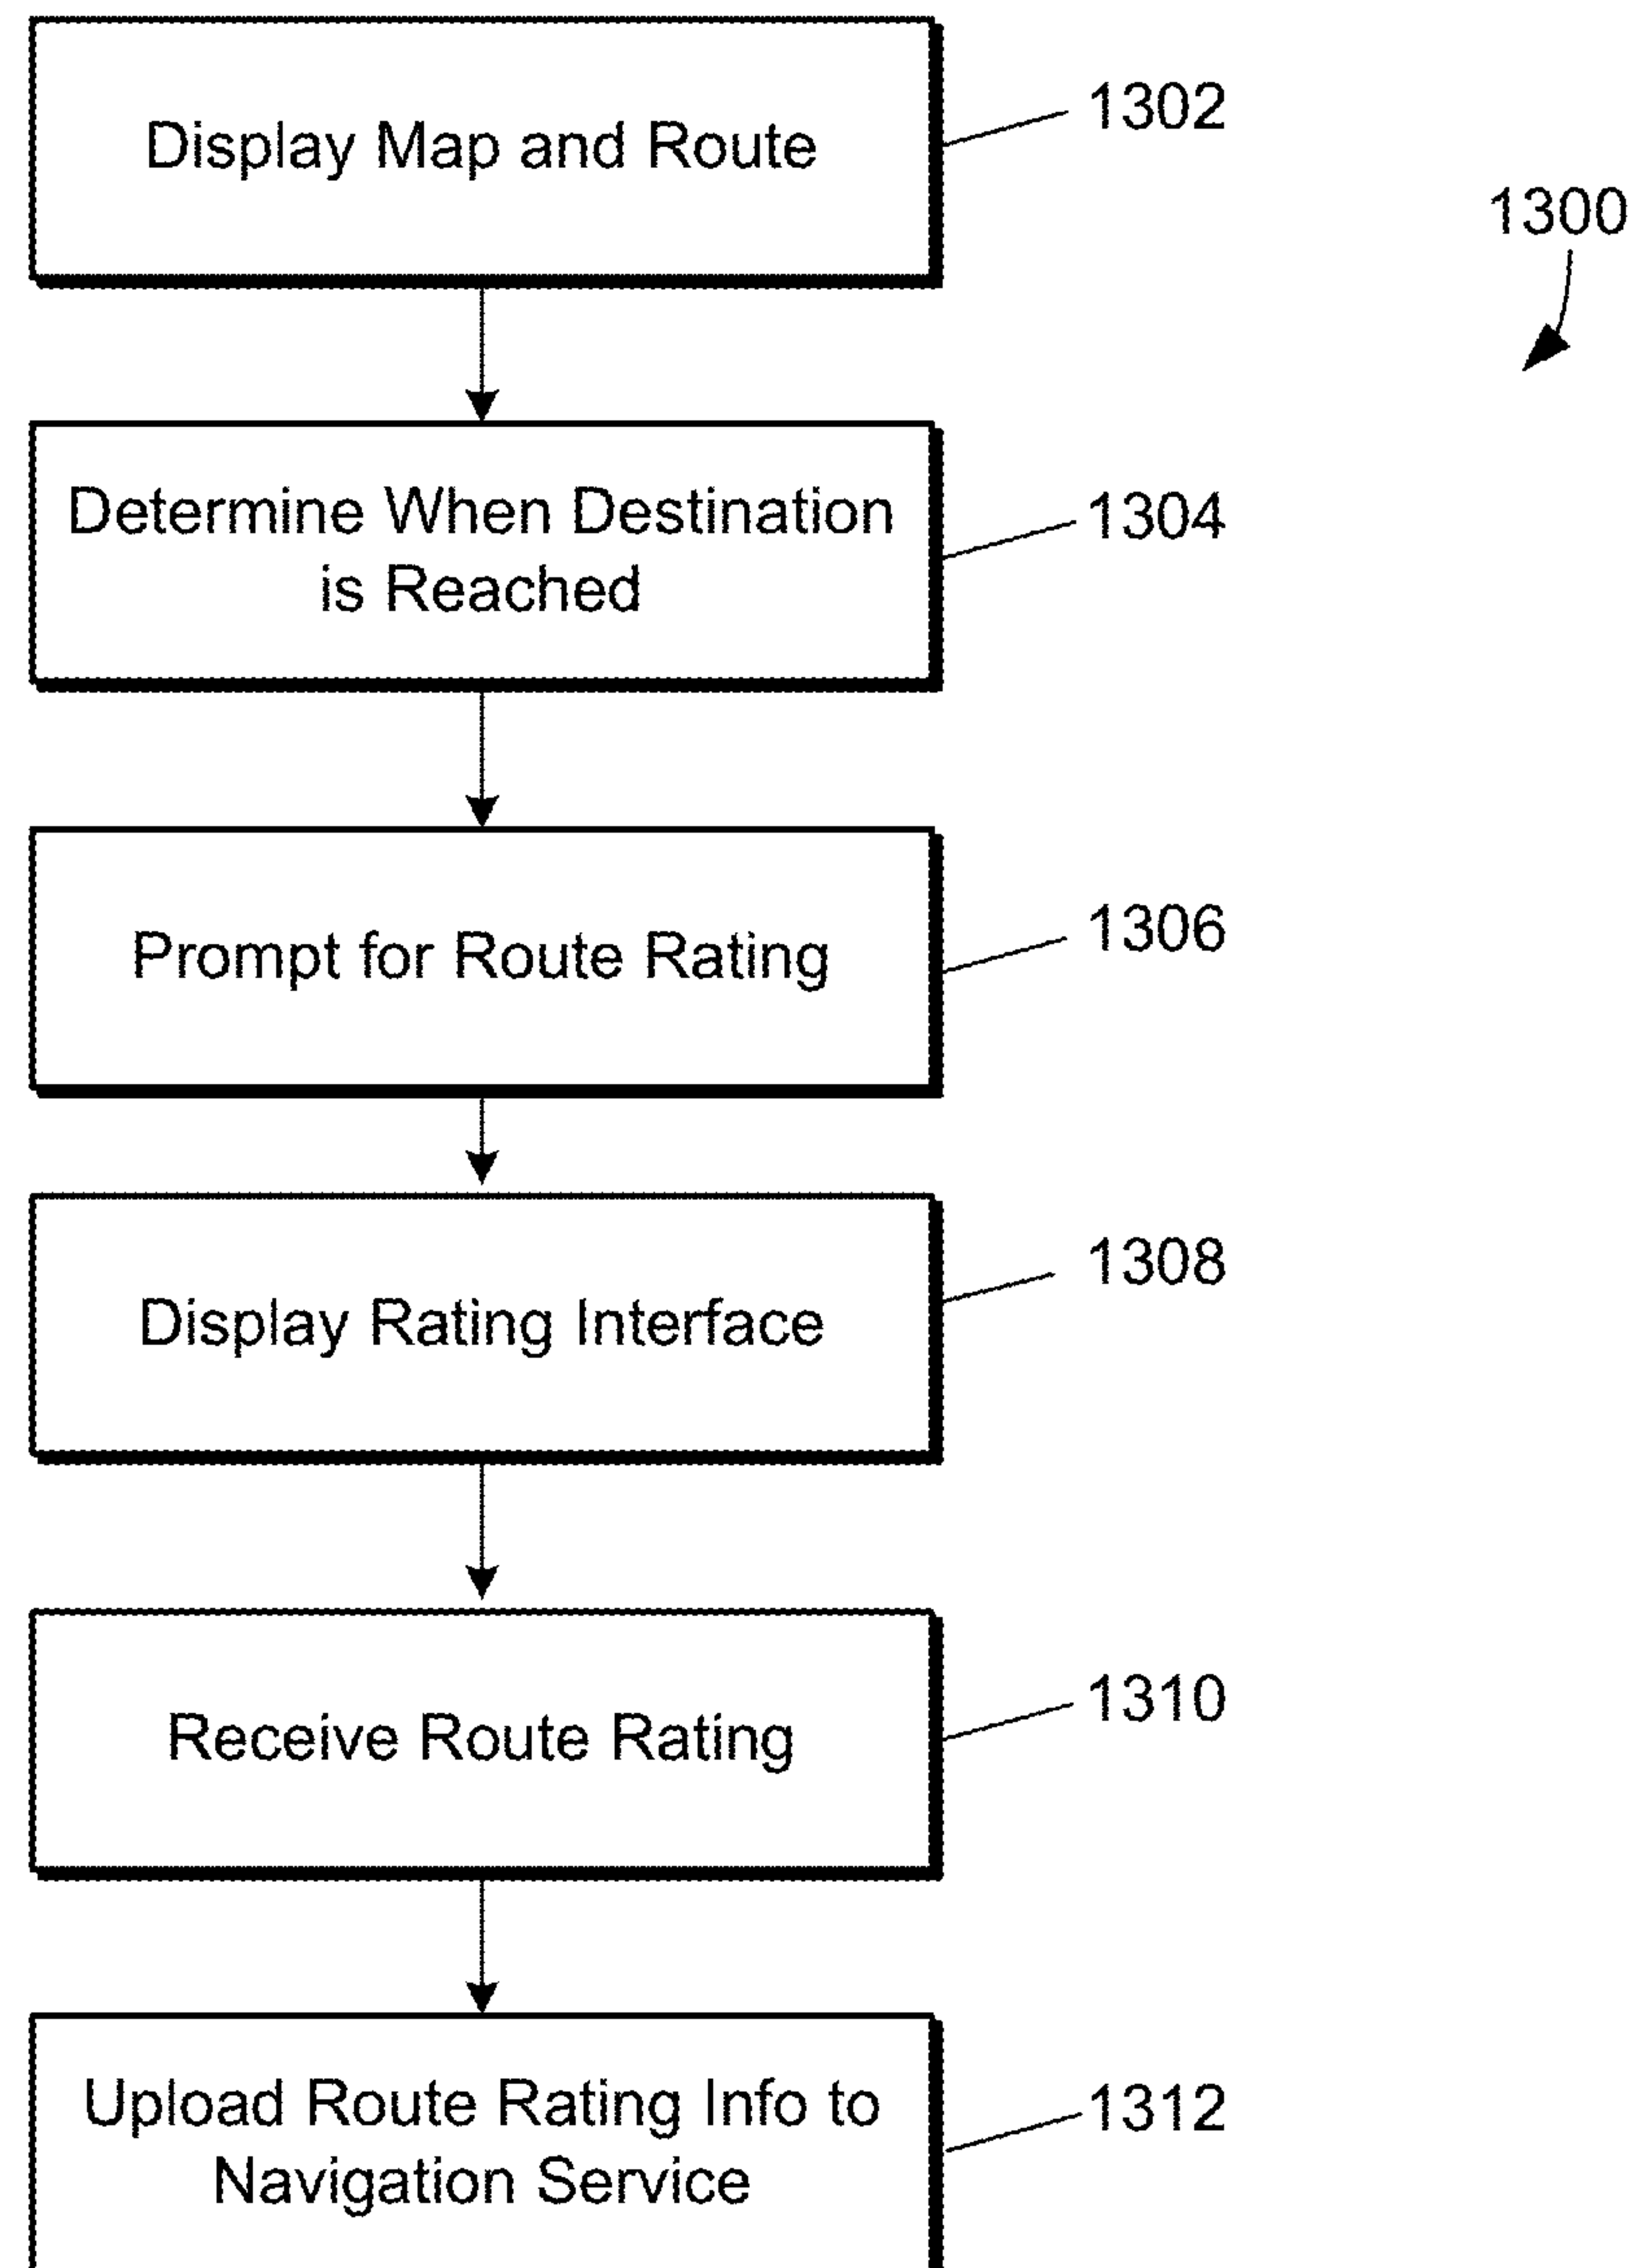 Display Map and Route
1302
1300
Determine When Destination
is Reached
1304
Prompt for Route Rating
1306
Display Rating Interface
1308
Receive Route Rating
1310
Upload Route Rating Info to
Navigation Service
1312